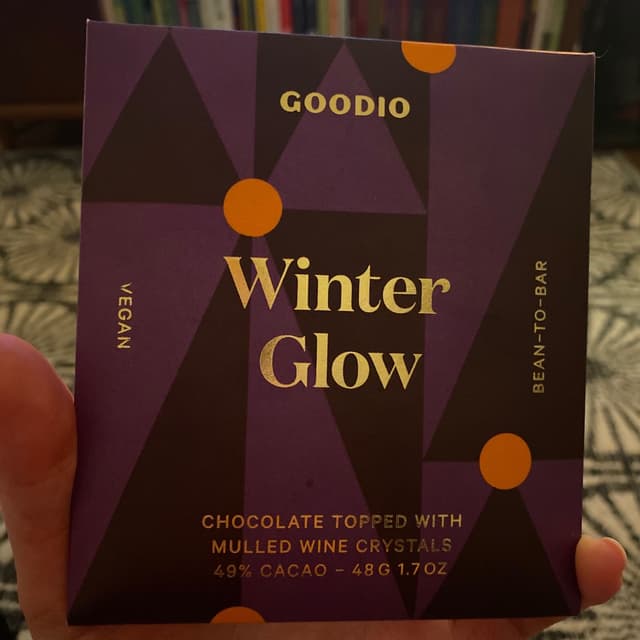 GOODIO
Winter
Glow
VEGAN
BEAN-TO-BAR
CHOCOLATE TOPPED WITH
MULLED WINE CRYSTALS
49% CACAO – 48G 1.7OZ